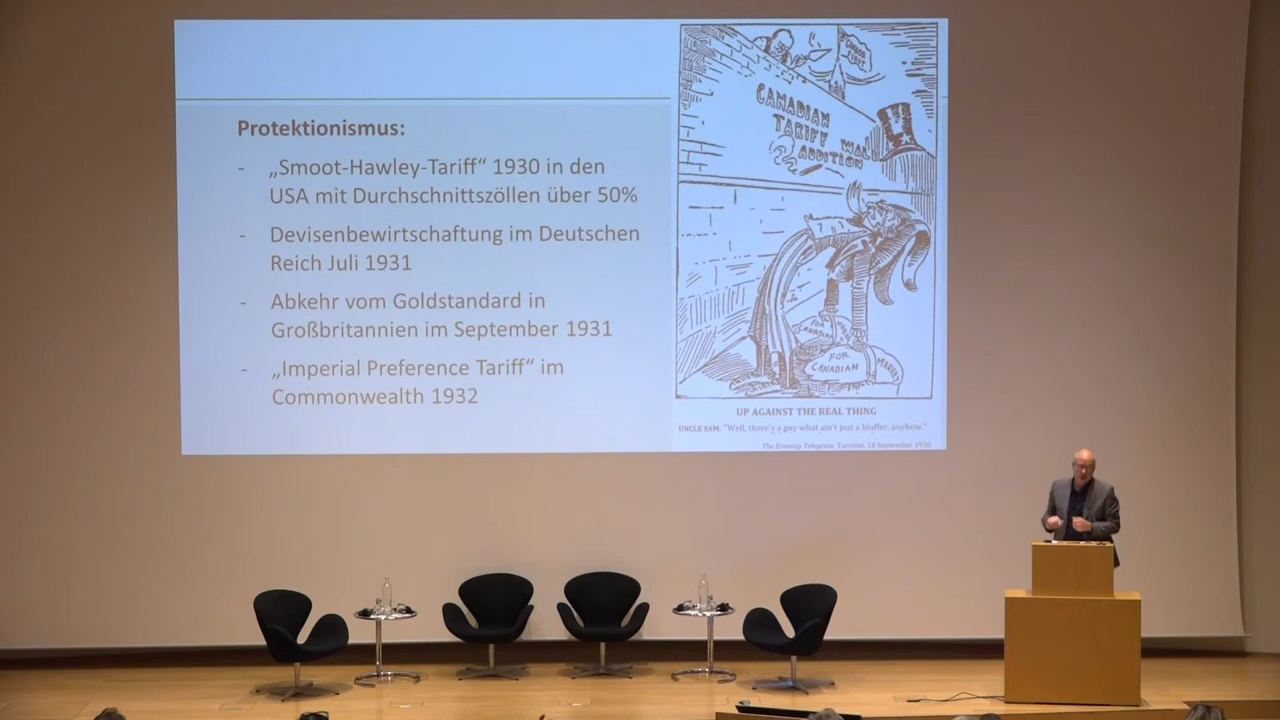 Protektionismus:
- „Smoot-Hawley-Tariff“ 1930 in den
USA mit Durchschnittszöllen über 50%
- Devisenbewirtschaftung im Deutschen
Reich Juli 1931
- Abkehr vom Goldstandard in
Großbritannien im September 1931
- „Imperial Preference Tariff“ im
Commonwealth 1932
CANADA
FIRST
CANADIAN
TARIFF WALL
ADDITION
FOR
CANADIAN
FOR
CANADIAN
MARKET
UP AGAINST THE REAL THING
UNCLE SAM: "Well, there's a guy what ain't just a bluffer, anyhow."
The Evening Telegram, Toronto, 18 September 1930